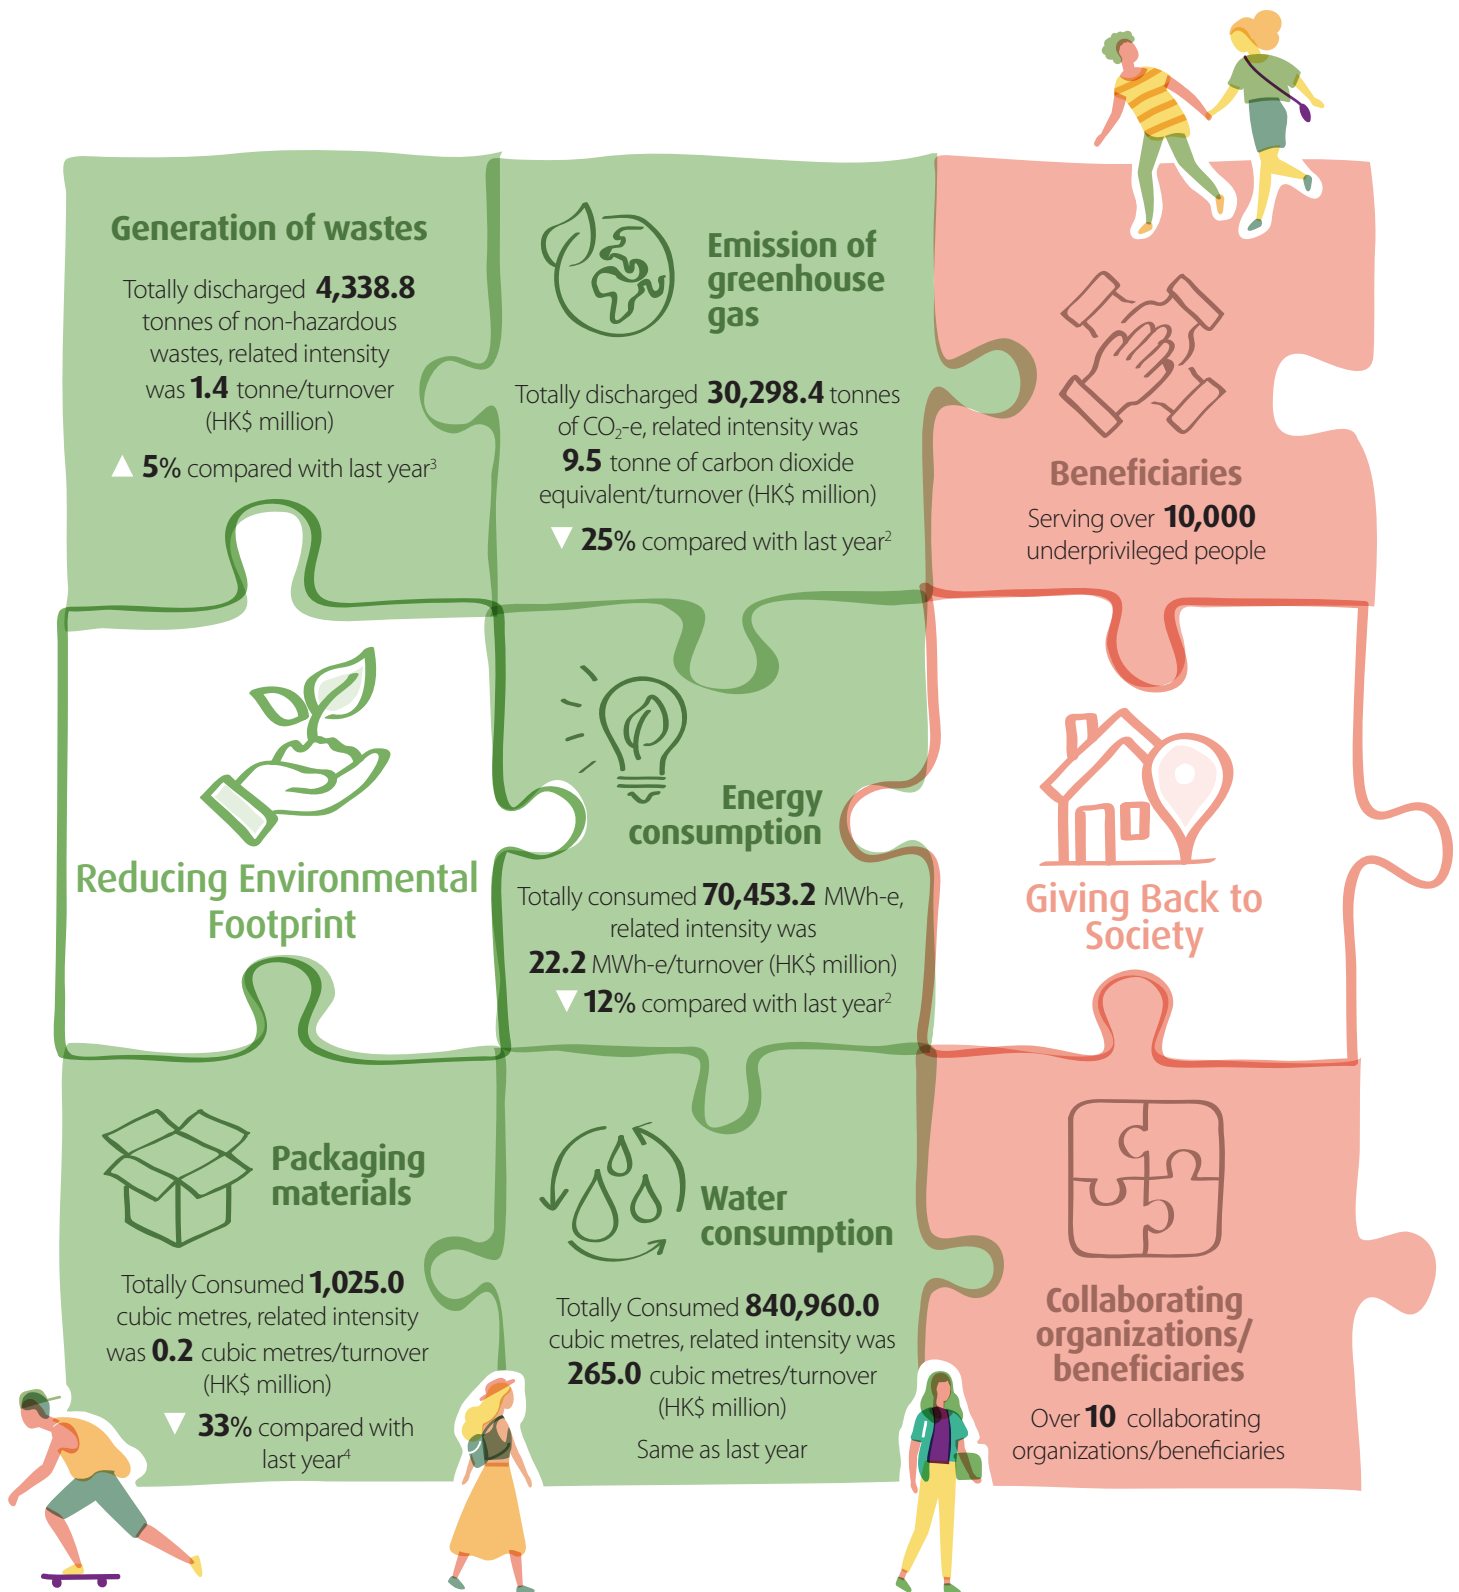 Generation of wastes
Totally discharged 4,338.8
tonnes of non-hazardous
wastes, related intensity
was 1.4 tonne/turnover
(HK$ million)
▲ 5% compared with last year³
Emission of
greenhouse
gas
Totally discharged 30,298.4 tonnes
of CO₂-e, related intensity was
9.5 tonne of carbon dioxide
equivalent/turnover (HK$ million)
▼ 25% compared with last year²
Beneficiaries
Serving over 10,000
underprivileged people
Reducing Environmental
Footprint
Energy
consumption
Totally consumed 70,453.2 MWh-e,
related intensity was
22.2 MWh-e/turnover (HK$ million)
▼ 12% compared with last year²
Giving Back to
Society
Packaging
materials
Totally Consumed 1,025.0
cubic metres, related intensity
was 0.2 cubic metres/turnover
(HK$ million)
▼ 33% compared with
last year⁴
Water
consumption
Totally Consumed 840,960.0
cubic metres, related intensity was
265.0 cubic metres/turnover
(HK$ million)
Same as last year
Collaborating
organizations/
beneficiaries
Over 10 collaborating
organizations/beneficiaries